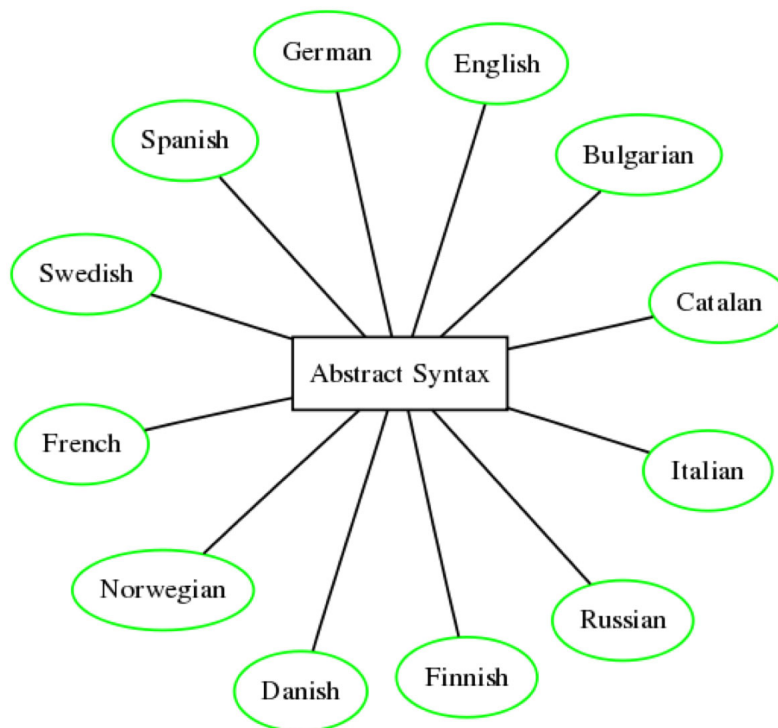 German
English
Spanish
Bulgarian
Swedish
Catalan
Abstract Syntax
French
Italian
Norwegian
Russian
Finnish
Danish